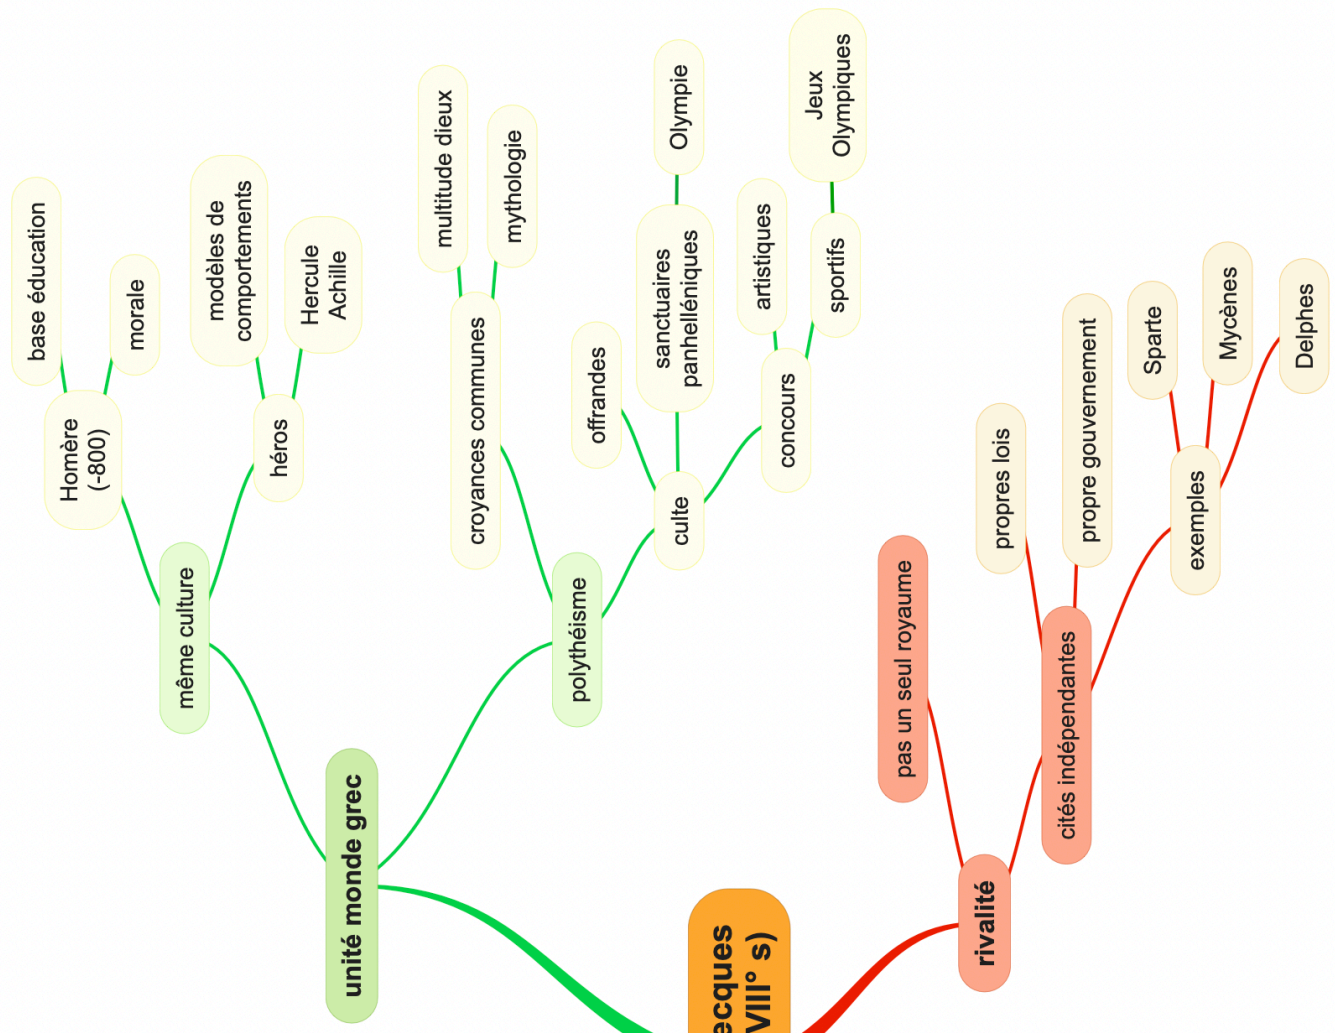 ecques
VIII° s)
unité monde grec
même culture
Homère
(-800)
base éducation
morale
héros
modèles de
comportements
Hercule
Achille
polythéisme
croyances communes
multitude dieux
mythologie
culte
offrandes
sanctuaires
panhelléniques
Olympie
concours
artistiques
sportifs
Jeux
Olympiques
rivalité
pas un seul royaume
cités indépendantes
propres lois
propre gouvernement
exemples
Sparte
Mycènes
Delphes